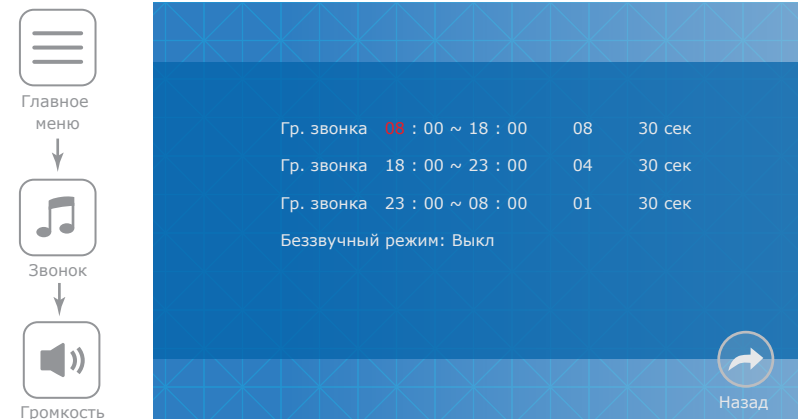 Главное
меню
Звонок
Громкость
Гр. звонка 08 : 00 ~ 18 : 00 08 30 сек
Гр. звонка 18 : 00 ~ 23 : 00 04 30 сек
Гр. звонка 23 : 00 ~ 08 : 00 01 30 сек
Беззвучный режим: Выкл
Назад